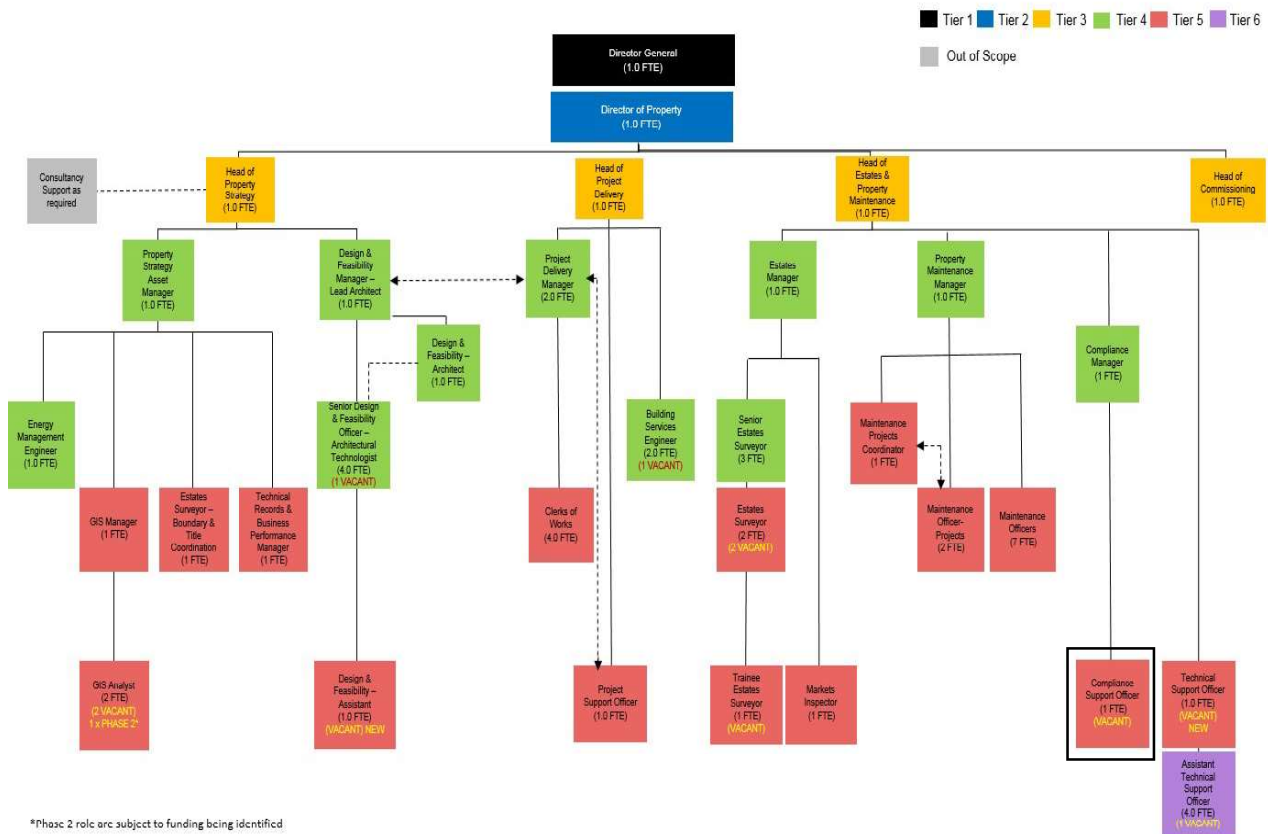 Tier 1 Tier 2 Tier 3 Tier 4 Tier 5 Tier 6
Out of Scope
Director General
(1.0 FTE)
Director of Property
(1.0 FTE)
Consultancy
Support as
required
Head of
Property
Strategy
(1.0 FTE)
Head of
Project
Delivery
(1.0 FTE)
Head of
Estates &
Property
Maintenance
(1.0 FTE)
Head of
Commissioning
(1.0 FTE)
Property
Strategy
Asset
Manager
(1.0 FTE)
Design &
Feasibility
Manager –
Lead Architect
(1.0 FTE)
Project
Delivery
Manager
(2.0 FTE)
Estates
Manager
(1.0 FTE)
Property
Maintenance
Manager
(1.0 FTE)
Design &
Feasibility –
Architect
(1.0 FTE)
Compliance
Manager
(1 FTE)
Energy
Management
Engineer
(1.0 FTE)
Senior Design
& Feasibility
Officer –
Architectural
Technologist
(4.0 FTE)
(1 VACANT)
Building
Services
Engineer
(2.0 FTE)
(1 VACANT)
Senior
Estates
Surveyor
(3 FTE)
Maintenance
Projects
Coordinator
(1 FTE)
GIS Manager
(1 FTE)
Estates
Surveyor –
Boundary &
Title
Coordination
(1 FTE)
Technical
Records &
Business
Performance
Manager
(1 FTE)
Clerks of
Works
(4.0 FTE)
Estates
Surveyor
(2 FTE)
(2 VACANT)
Maintenance
Officer-
Projects
(2 FTE)
Maintenance
Officers
(7 FTE)
GIS Analyst
(2 FTE)
(2 VACANT)
1 x PHASE 2*
Design &
Feasibility –
Assistant
(1.0 FTE)
(VACANT) NEW
Project
Support Officer
(1.0 FTE)
Trainee
Estates
Surveyor
(1 FTE)
(VACANT)
Markets
Inspector
(1 FTE)
Compliance
Support Officer
(1 FTE)
(VACANT)
Technical
Support Officer
(1.0 FTE)
(VACANT)
NEW
Assistant
Technical
Support
Officer
(4.0 FTE)
(1 VACANT)
*Phase 2 role are subject to funding being identified